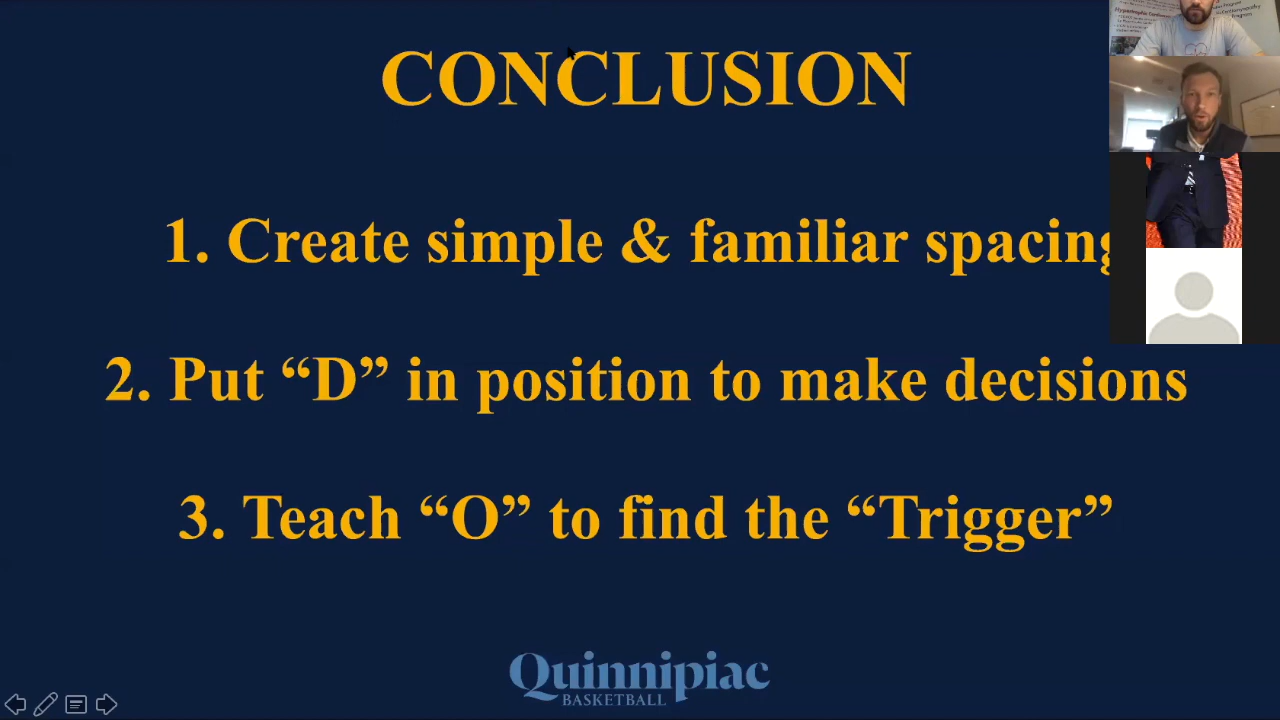 CONCLUSION
1. Create simple & familiar spacing
2. Put “D” in position to make decisions
3. Teach “O” to find the “Trigger”
Quinnipiac
BASKETBALL